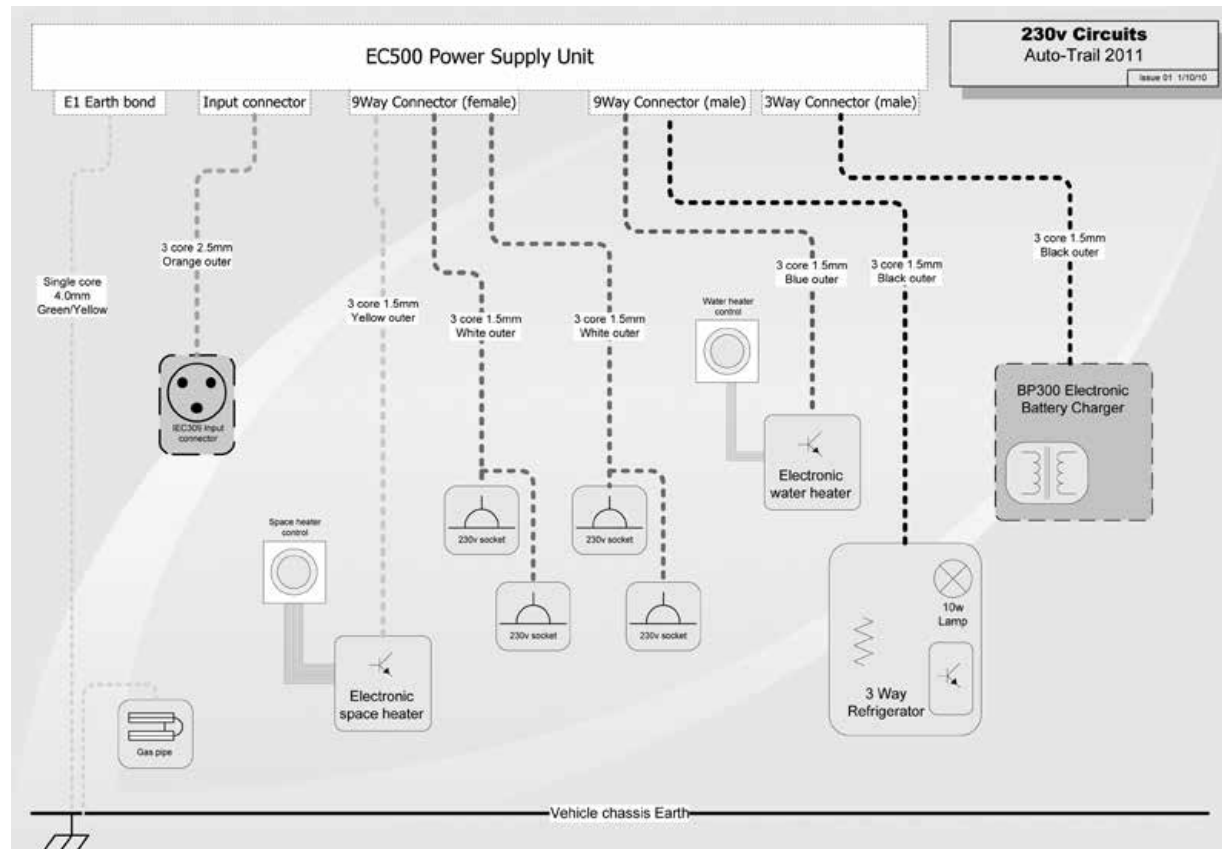 230v Circuits
Auto-Trail 2011
Issue 01 1/10/10
EC500 Power Supply Unit
E1 Earth bond
Input connector
9Way Connector (female)
9Way Connector (male)
3Way Connector (male)
3 core 2.5mm
Orange outer
Single core
4.0mm
Green/Yellow
3 core 1.5mm
Yellow outer
3 core 1.5mm
White outer
3 core 1.5mm
White outer
3 core 1.5mm
Blue outer
3 core 1.5mm
Black outer
3 core 1.5mm
Black outer
Water heater
control
IEC309 Input
connector
BP300 Electronic
Battery Charger
Electronic
water heater
Space heater
control
230v socket
230v socket
230v socket
230v socket
10w
Lamp
3 Way
Refrigerator
Electronic
space heater
Gas pipe
Vehicle chassis Earth